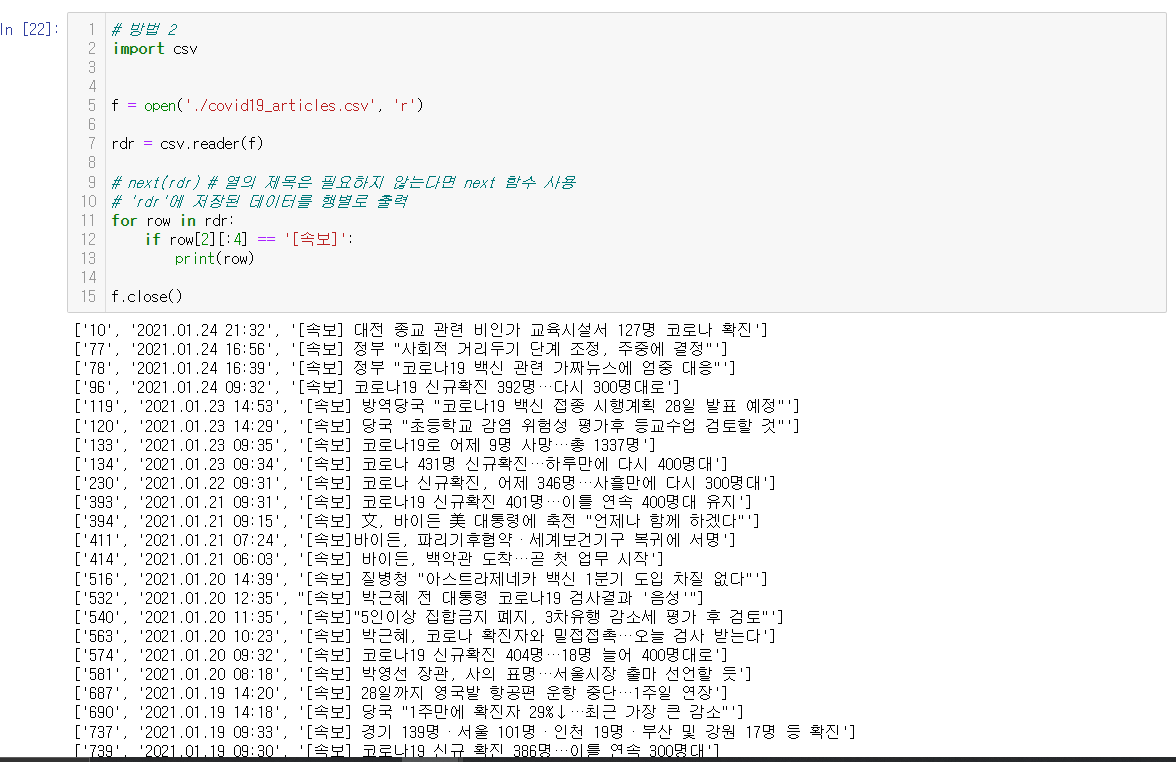 In [22]:
1 # 방법 2
2 import csv
3
4
5 f = open('./covid19_articles.csv', 'r')
6
7 rdr = csv.reader(f)
8
9 # next(rdr) # 열의 제목은 필요하지 않는다면 next 함수 사용
10 # 'rdr'에 저장된 데이터를 행별로 출력
11 for row in rdr:
12 if row[2][:4] == '[속보]':
13 print(row)
14
15 f.close()
['10', '2021.01.24 21:32', '[속보] 대전 종교 관련 비인가 교육시설서 127명 코로나 확진']
['77', '2021.01.24 16:56', '[속보] 정부 "사회적 거리두기 단계 조정, 주중에 결정"']
['78', '2021.01.24 16:39', '[속보] 정부 "코로나19 백신 관련 가짜뉴스에 엄중 대응"']
['96', '2021.01.24 09:32', '[속보] 코로나19 신규확진 392명…다시 300명대로']
['119', '2021.01.23 14:53', '[속보] 방역당국 "코로나19 백신 접종 시행계획 28일 발표 예정"']
['120', '2021.01.23 14:29', '[속보] 당국 "초등학교 감염 위험성 평가후 등교수업 검토할 것"']
['133', '2021.01.23 09:35', '[속보] 코로나19로 어제 9명 사망…총 1337명']
['134', '2021.01.23 09:34', '[속보] 코로나 431명 신규확진…하루만에 다시 400명대']
['230', '2021.01.22 09:31', '[속보] 코로나 신규확진, 어제 346명…사흘만에 다시 300명대']
['393', '2021.01.21 09:31', '[속보] 코로나19 신규확진 401명…이틀 연속 400명대 유지']
['394', '2021.01.21 09:15', '[속보] 文, 바이든 美 대통령에 축전 "언제나 함께 하겠다"']
['411', '2021.01.21 07:24', '[속보]바이든, 파리기후협약·세계보건기구 복귀에 서명']
['414', '2021.01.21 06:03', '[속보] 바이든, 백악관 도착…곧 첫 업무 시작']
['516', '2021.01.20 14:39', '[속보] 질병청 "아스트라제네카 백신 1분기 도입 차질 없다"']
['532', '2021.01.20 12:35', "[속보] 박근혜 전 대통령 코로나19 검사결과 '음성'"]
['540', '2021.01.20 11:35', '[속보]"5인이상 집합금지 폐지, 3차유행 감소세 평가 후 검토"']
['563', '2021.01.20 10:23', '[속보] 박근혜, 코로나 확진자와 밀접접촉…오늘 검사 받는다']
['574', '2021.01.20 09:32', '[속보] 코로나19 신규확진 404명…18명 늘어 400명대로']
['581', '2021.01.20 08:18', '[속보] 박영선 장관, 사의 표명…서울시장 출마 선언할 듯']
['687', '2021.01.19 14:20', '[속보] 28일까지 영국발 항공편 운항 중단…1주일 연장']
['690', '2021.01.19 14:18', '[속보] 당국 "1주만에 확진자 29%↓…최근 가장 큰 감소"']
['737', '2021.01.19 09:33', '[속보] 경기 139명·서울 101명·인천 19명·부산 및 강원 17명 등 확진']
['739', '2021.01.19 09:30', '[속보] 코로나19 신규 확진 386명…이틀 연속 300명대']